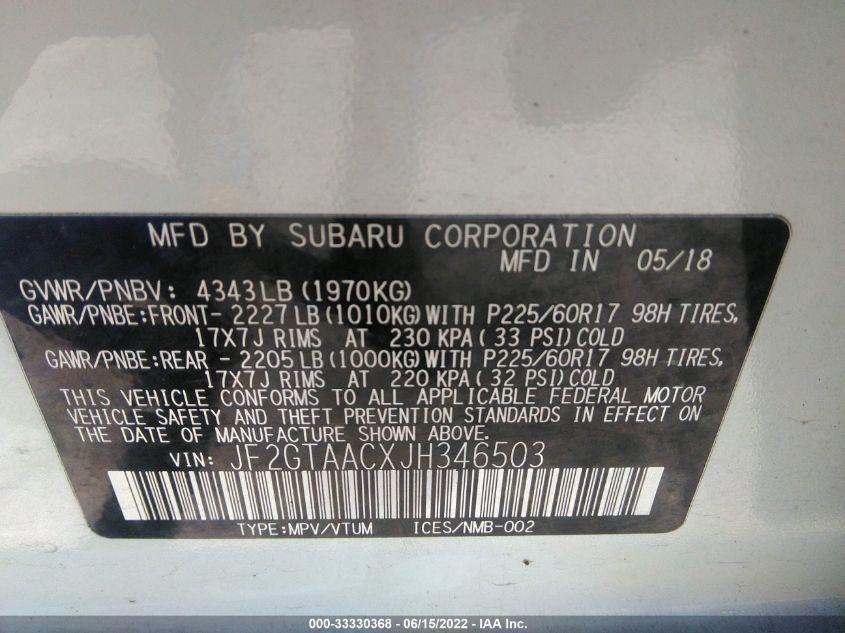 MFD BY SUBARU CORPORATION
MFD IN 05/18
GVWR/PNBV: 4343LB (1970KG)
GAWR/PNBE:FRONT- 2227 LB (1010KG) WITH P225/60R17 98H TIRES,
17X7J RIMS AT 230 KPA ( 33 PSI) COLD
GAWR/PNBE:REAR - 2205 LB (1000KG) WITH P225/60R17 98H TIRES,
17X7J RIMS AT 220 KPA ( 32 PSI) COLD
THIS VEHICLE CONFORMS TO ALL APPLICABLE FEDERAL MOTOR
VEHICLE SAFETY AND THEFT PREVENTION STANDARDS IN EFFECT ON
THE DATE OF MANUFACTURE SHOWN ABOVE.
VIN: JF2GTAACXJH346503
TYPE:MPV/VTUM ICES/NMB-002
000-33330368 - 06/15/2022 - IAA Inc.